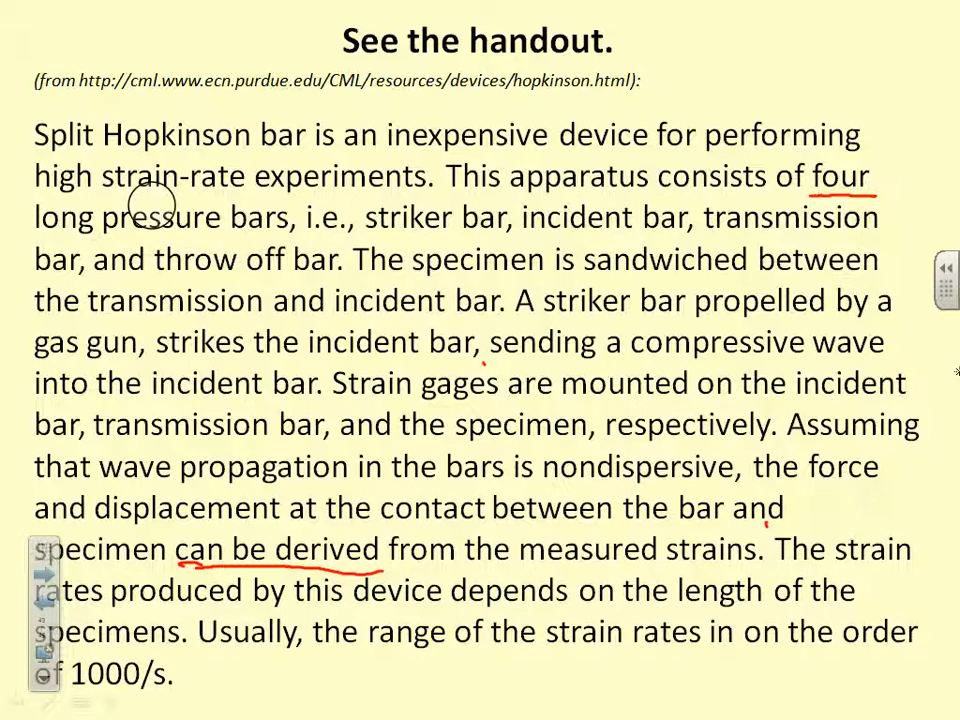 See the handout.
(from http://cml.www.ecn.purdue.edu/CML/resources/devices/hopkinson.html):
Split Hopkinson bar is an inexpensive device for performing
high strain-rate experiments. This apparatus consists of four
long pressure bars, i.e., striker bar, incident bar, transmission
bar, and throw off bar. The specimen is sandwiched between
the transmission and incident bar. A striker bar propelled by a
gas gun, strikes the incident bar, sending a compressive wave
into the incident bar. Strain gages are mounted on the incident
bar, transmission bar, and the specimen, respectively. Assuming
that wave propagation in the bars is nondispersive, the force
and displacement at the contact between the bar and
specimen can be derived from the measured strains. The strain
rates produced by this device depends on the length of the
specimens. Usually, the range of the strain rates in on the order
of 1000/s.